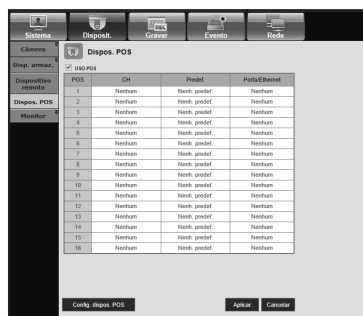 Sistema Disposit. Gravar Evento Rede
Câmera
Disp. armaz.
Dispositivo
remoto
Dispos. POS
Monitor
Dispos. POS
USO POS
POS CH Predef. Porta/Ethernet
1 Nenhum Nenh. predef. Nenhum
2 Nenhum Nenh. predef. Nenhum
3 Nenhum Nenh. predef. Nenhum
4 Nenhum Nenh. predef. Nenhum
5 Nenhum Nenh. predef. Nenhum
6 Nenhum Nenh. predef. Nenhum
7 Nenhum Nenh. predef. Nenhum
8 Nenhum Nenh. predef. Nenhum
9 Nenhum Nenh. predef. Nenhum
10 Nenhum Nenh. predef. Nenhum
11 Nenhum Nenh. predef. Nenhum
12 Nenhum Nenh. predef. Nenhum
13 Nenhum Nenh. predef. Nenhum
14 Nenhum Nenh. predef. Nenhum
15 Nenhum Nenh. predef. Nenhum
16 Nenhum Nenh. predef. Nenhum
Config. dispos. POS Aplicar Cancelar